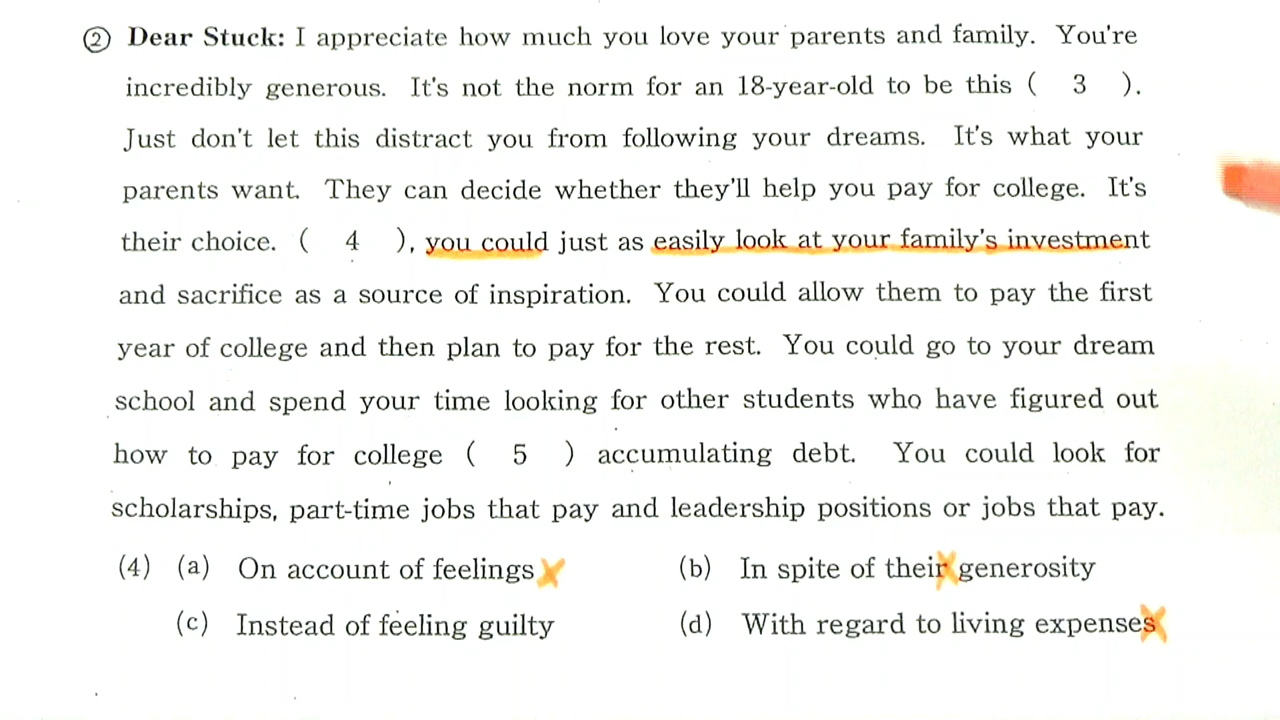 ② Dear Stuck: I appreciate how much you love your parents and family. You're
incredibly generous. It's not the norm for an 18-year-old to be this ( 3 ).
Just don't let this distract you from following your dreams. It's what your
parents want. They can decide whether they'll help you pay for college. It's
their choice. ( 4 ), you could just as easily look at your family's investment
and sacrifice as a source of inspiration. You could allow them to pay the first
year of college and then plan to pay for the rest. You could go to your dream
school and spend your time looking for other students who have figured out
how to pay for college ( 5 ) accumulating debt. You could look for
scholarships, part-time jobs that pay and leadership positions or jobs that pay.
(4) (a) On account of feelings (b) In spite of their generosity
(c) Instead of feeling guilty (d) With regard to living expenses